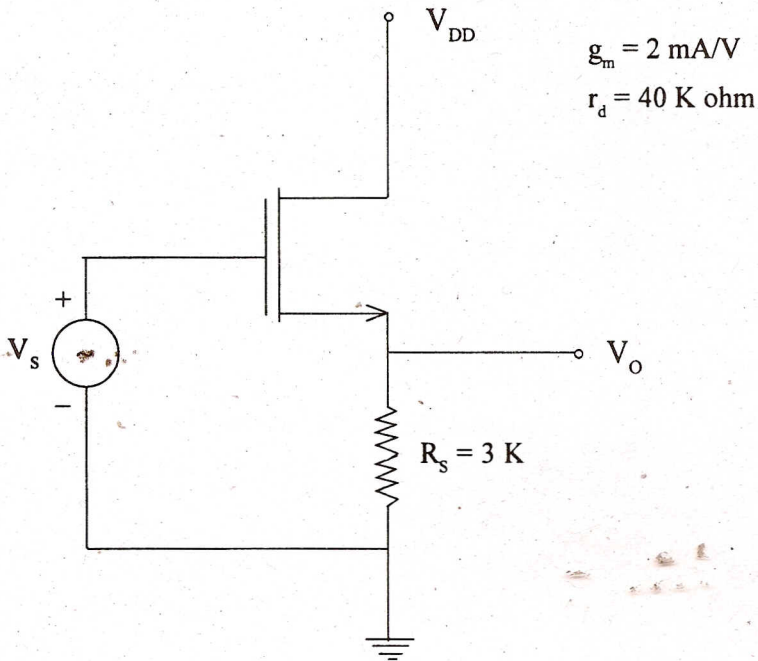 V_DD
g_m = 2 mA/V
r_d = 40 K ohm
+
V_S
−
V_O
R_S = 3 K